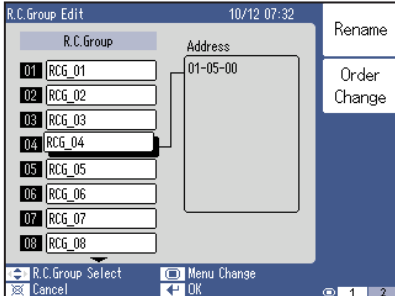 R.C.Group Edit 10/12 07:32
Rename
Order
Change
R.C.Group
Address
01-05-00
01 RCG_01
02 RCG_02
03 RCG_03
04 RCG_04
05 RCG_05
06 RCG_06
07 RCG_07
08 RCG_08
R.C.Group Select
Menu Change
Cancel
OK
1 2